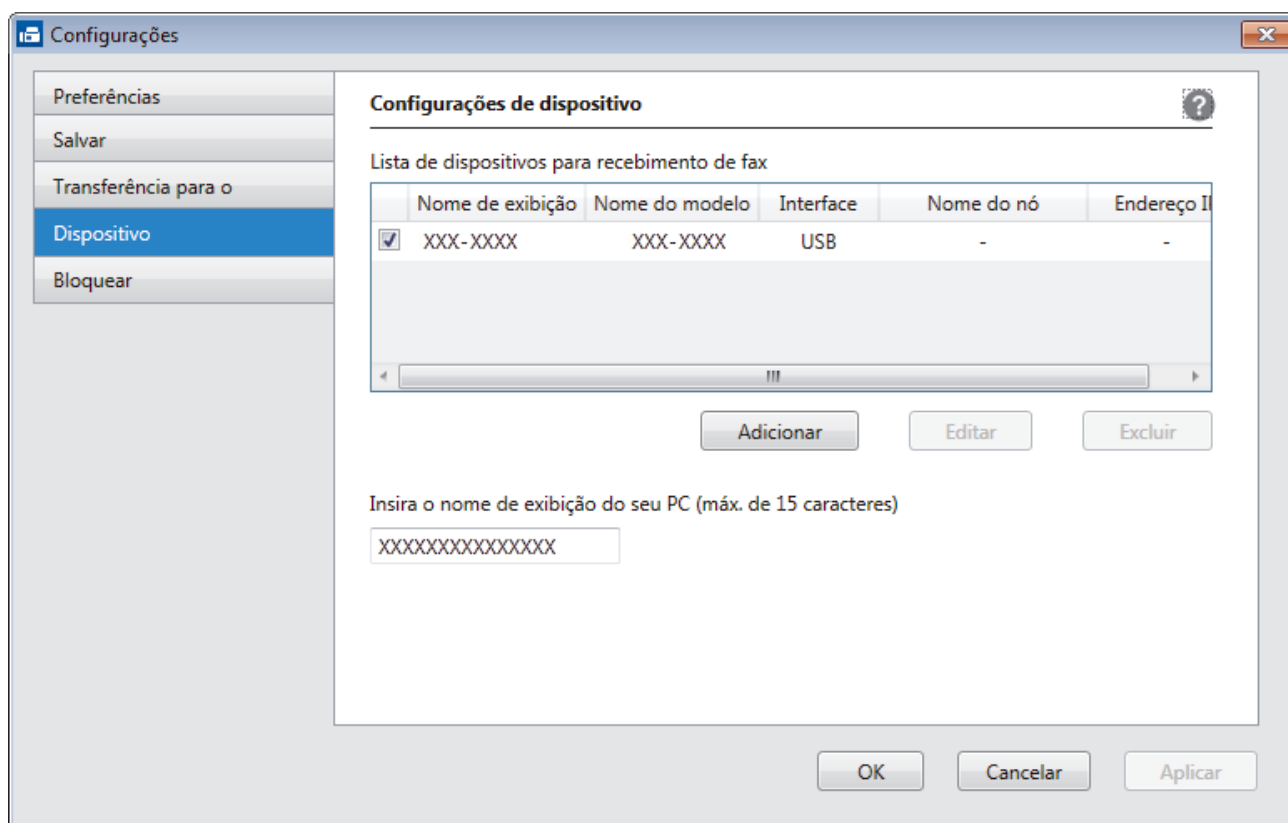 Configurações
Preferências
Salvar
Transferência para o
Dispositivo
Bloquear
Configurações de dispositivo
?
Lista de dispositivos para recebimento de fax
Nome de exibição Nome do modelo Interface Nome do nó Endereço
XXX-XXXX XXX-XXXX USB - -
Adicionar Editar Excluir
Insira o nome de exibição do seu PC (máx. de 15 caracteres)
XXXXXXXXXXXXXXX
OK Cancelar Aplicar